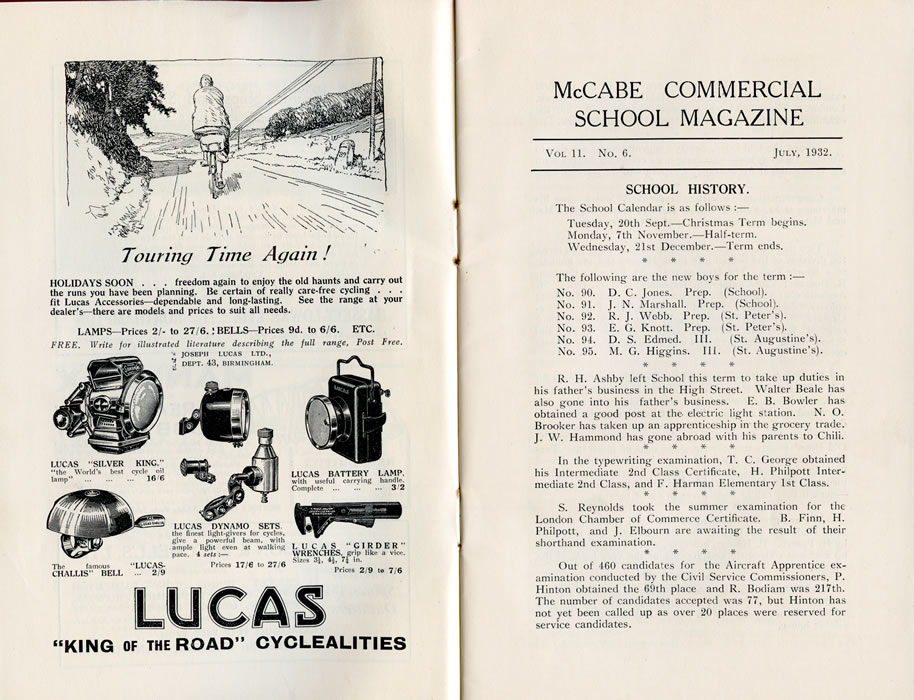 Touring Time Again!
HOLIDAYS SOON . . . freedom again to enjoy the old haunts and carry out
the runs you have been planning. Be certain of really care-free cycling . . .
fit Lucas Accessories—dependable and long-lasting. See the range at your
dealer's—there are models and prices to suit all needs.
LAMPS—Prices 2/- to 27/6. BELLS—Prices 9d. to 6/6. ETC.
FREE. Write for illustrated literature describing the full range, Post Free.
JOSEPH LUCAS LTD.,
DEPT. 43, BIRMINGHAM.
LUCAS
LUCAS "SILVER KING."
"the World's best cycle oil
lamp" ... ... ... 16/6
LUCAS BATTERY LAMP.
with useful carrying handle.
Complete ... ... ... 3/2
LUCAS DYNAMO SETS.
the finest light-givers for cycles,
give a powerful beam, with
ample light even at walking
pace. 4 sets :—
Prices 17/6 to 27/6
LUCAS "GIRDER"
WRENCHES, grip like a vice.
Sizes 3½, 4½, 7¼ in.
Prices 2/9 to 7/6
The famous "LUCAS-
CHALLIS" BELL ... 2/9
LUCAS
"KING OF THE ROAD" CYCLEALITIES
McCABE COMMERCIAL
SCHOOL MAGAZINE
VOL 11. No. 6. JULY, 1932.
SCHOOL HISTORY.
The School Calendar is as follows :—
Tuesday, 20th Sept.—Christmas Term begins.
Monday, 7th November.—Half-term.
Wednesday, 21st December.—Term ends.
* * * *
The following are the new boys for the term :—
No. 90. D. C. Jones. Prep. (School).
No. 91. J. N. Marshall. Prep. (School).
No. 92. R. J. Webb. Prep. (St. Peter's).
No. 93. E. G. Knott. Prep. (St. Peter's).
No. 94. D. S. Edmed. III. (St. Augustine's).
No. 95. M. G. Higgins. III. (St. Augustine's).
* * * *
R. H. Ashby left School this term to take up duties in
his father's business in the High Street. Walter Beale has
also gone into his father's business. E. B. Bowler has
obtained a good post at the electric light station. N. O.
Brooker has taken up an apprenticeship in the grocery trade.
J. W. Hammond has gone abroad with his parents to Chili.
* * * *
In the typewriting examination, T. C. George obtained
his Intermediate 2nd Class Certificate, H. Philpott Inter-
mediate 2nd Class, and F. Harman Elementary 1st Class.
* * * *
S. Reynolds took the summer examination for the
London Chamber of Commerce Certificate. B. Finn, H.
Philpott, and J. Elbourn are awaiting the result of their
shorthand examination.
* * * *
Out of 460 candidates for the Aircraft Apprentice ex-
amination conducted by the Civil Service Commissioners, P.
Hinton obtained the 69th place and R. Bodiam was 217th.
The number of candidates accepted was 77, but Hinton has
not yet been called up as over 20 places were reserved for
service candidates.